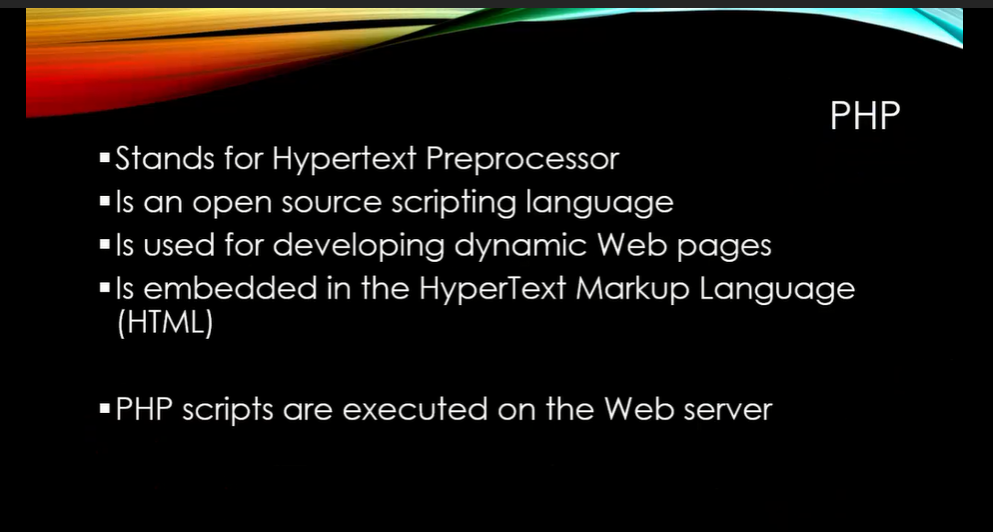 PHP
▪Stands for Hypertext Preprocessor
▪Is an open source scripting language
▪Is used for developing dynamic Web pages
▪Is embedded in the HyperText Markup Language
(HTML)
▪PHP scripts are executed on the Web server